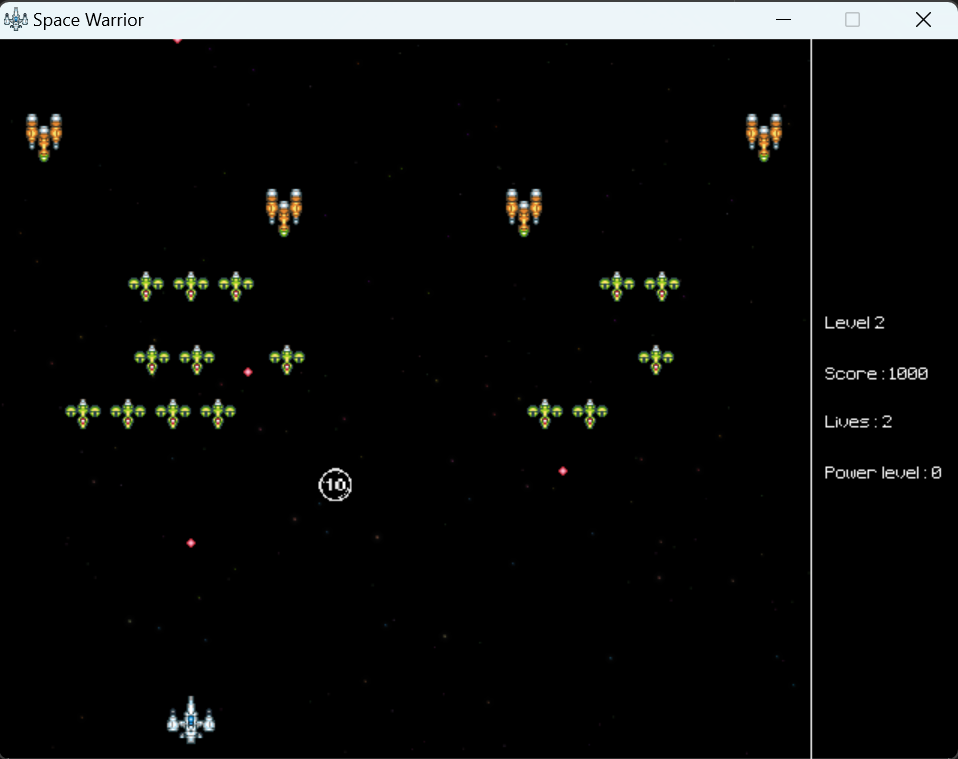 Space Warrior
Level 2
Score : 1000
Lives : 2
Power level : 0
10